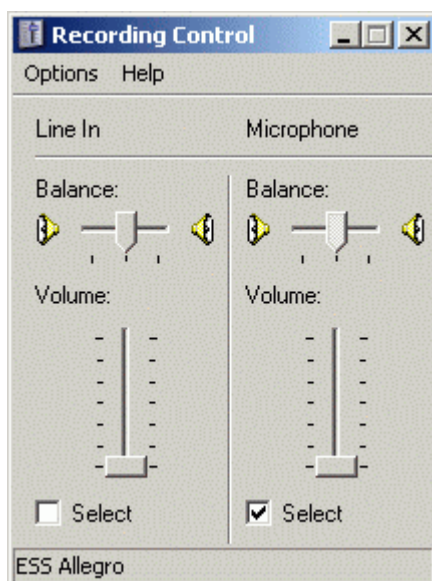 Recording Control
Options Help
Line In Microphone
Balance: Balance:
Volume: Volume:
Select Select
ESS Allegro